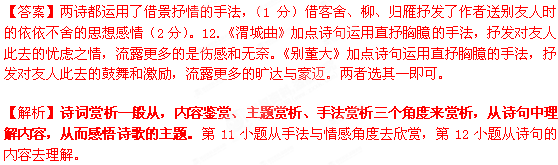 【答案】两诗都运用了借景抒情的手法，（1 分）借客舍、柳、归雁抒发了作者送别友人时
的依依不舍的思想感情（2 分）。12.《渭城曲》加点诗句运用直抒胸臆的手法，抒发对友人
此去的忧虑之情，流露更多的是伤感和无奈。《别董大》加点诗句运用直抒胸臆的手法，抒
发对友人此去的鼓舞和激励，流露更多的旷达与豪迈。两者选其一即可。
【解析】诗词赏析一般从，内容鉴赏、主题赏析、手法赏析三个角度来赏析，从诗句中理
解内容，从而感悟诗歌的主题。第 11 小题从手法与情感角度去欣赏，第 12 小题从诗句的
内容去理解。